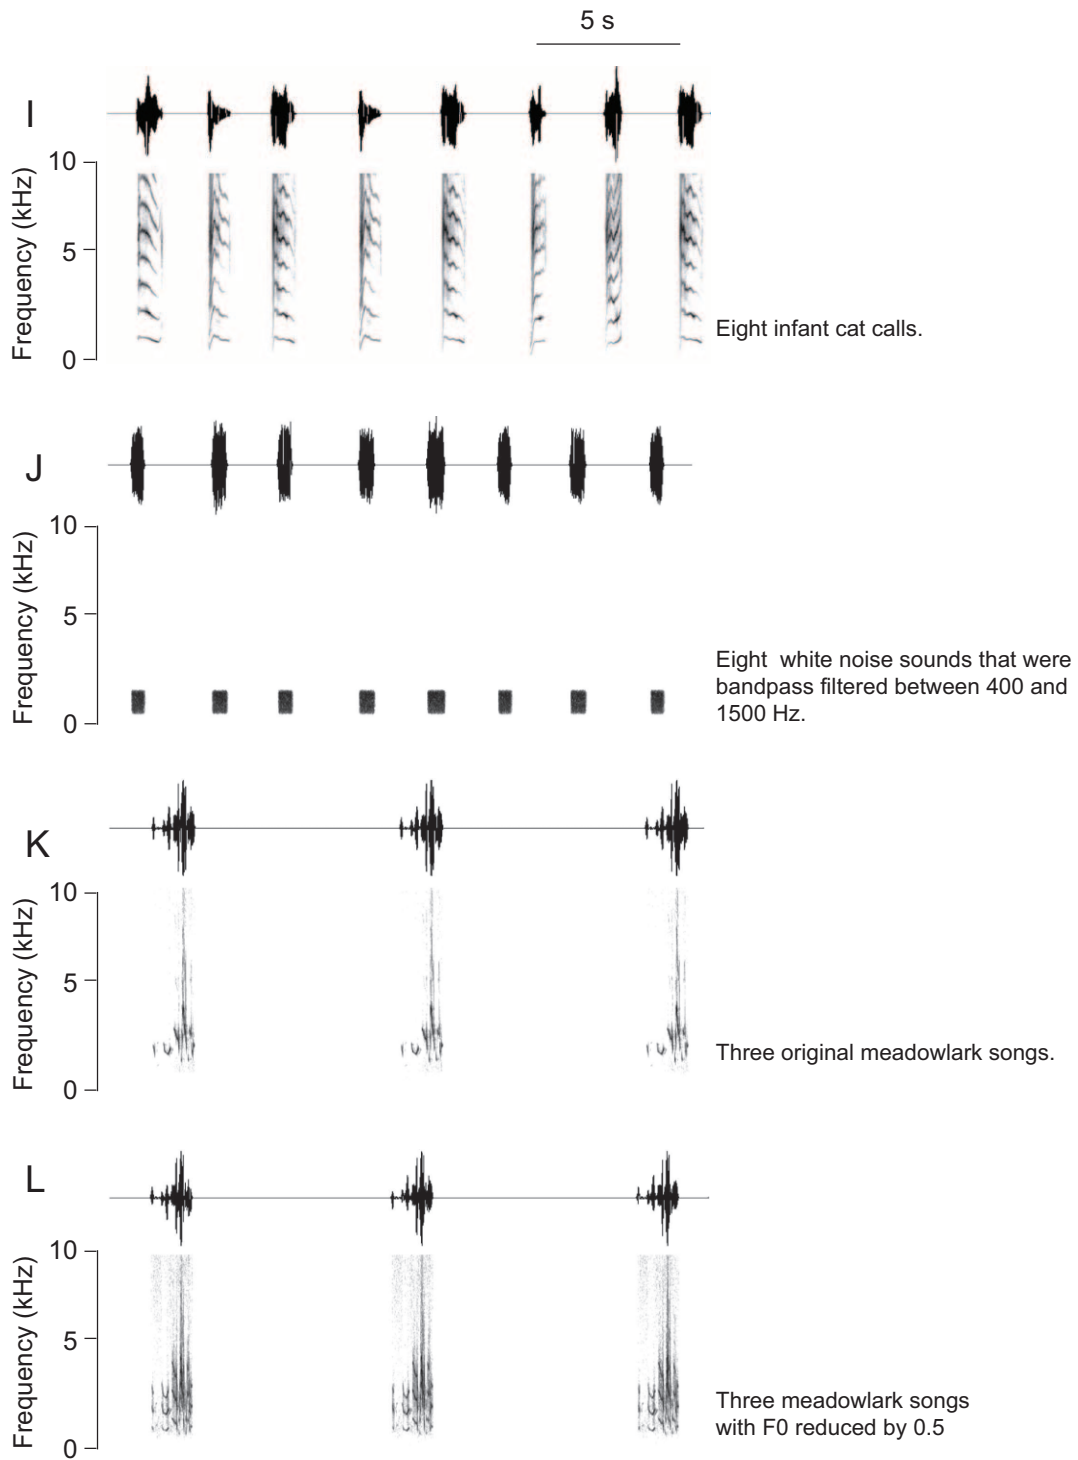 5 s
I
10
5
0
Frequency (kHz)
Eight infant cat calls.
J
10
5
0
Frequency (kHz)
Eight  white noise sounds that were
bandpass filtered between 400 and
1500 Hz.
K
10
5
0
Frequency (kHz)
Three original meadowlark songs.
L
10
5
0
Frequency (kHz)
Three meadowlark songs
with F0 reduced by 0.5